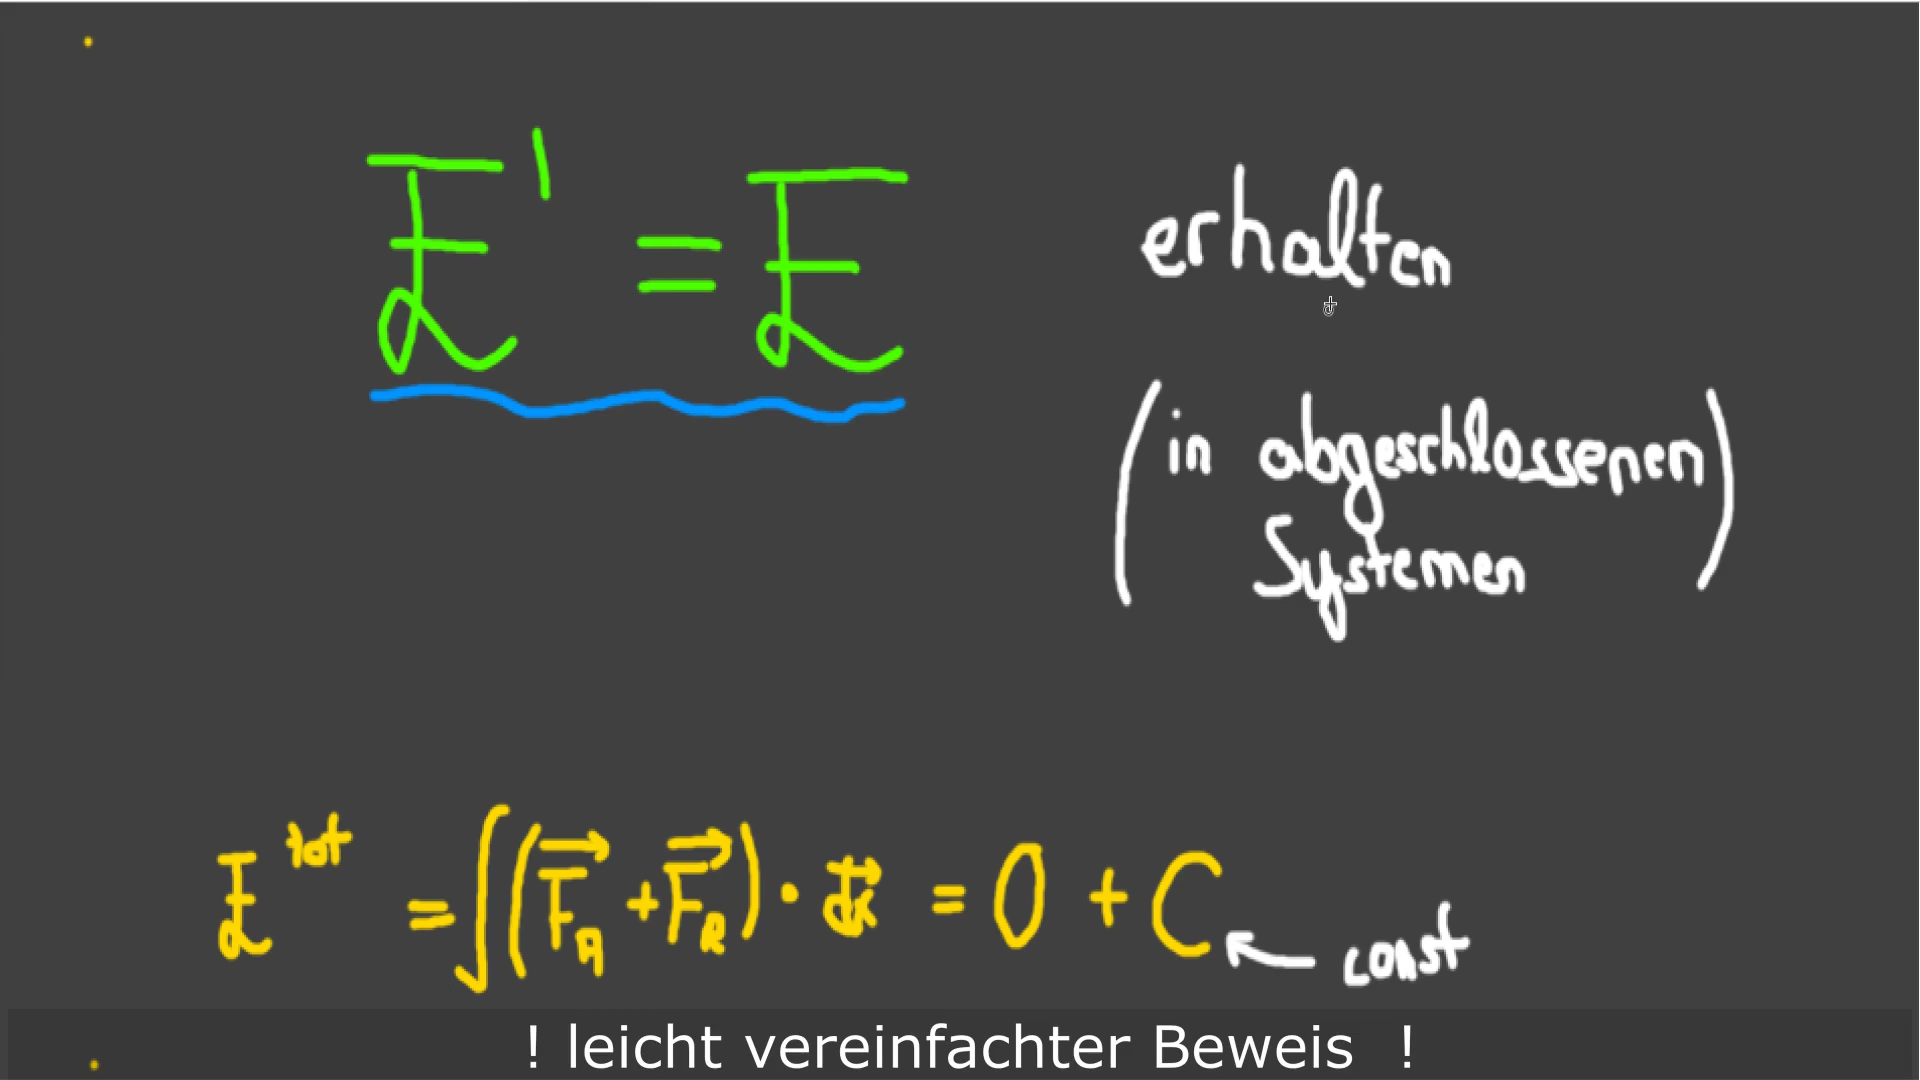 E' = E
erhalten
(in abgeschlossenen
Systemen)
E^tot = ∫(F⃗_A + F⃗_R) · dx⃗ = 0 + C ← const
! leicht vereinfachter Beweis !